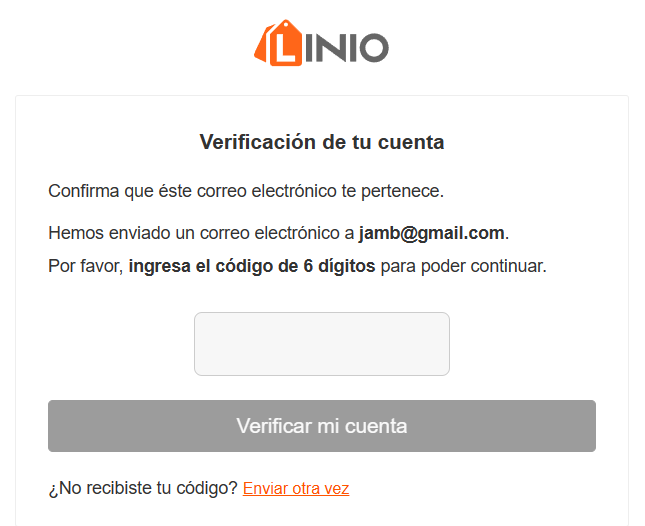 LINIO
Verificación de tu cuenta
Confirma que éste correo electrónico te pertenece.
Hemos enviado un correo electrónico a jamb@gmail.com.
Por favor, ingresa el código de 6 dígitos para poder continuar.
Verificar mi cuenta
¿No recibiste tu código? Enviar otra vez